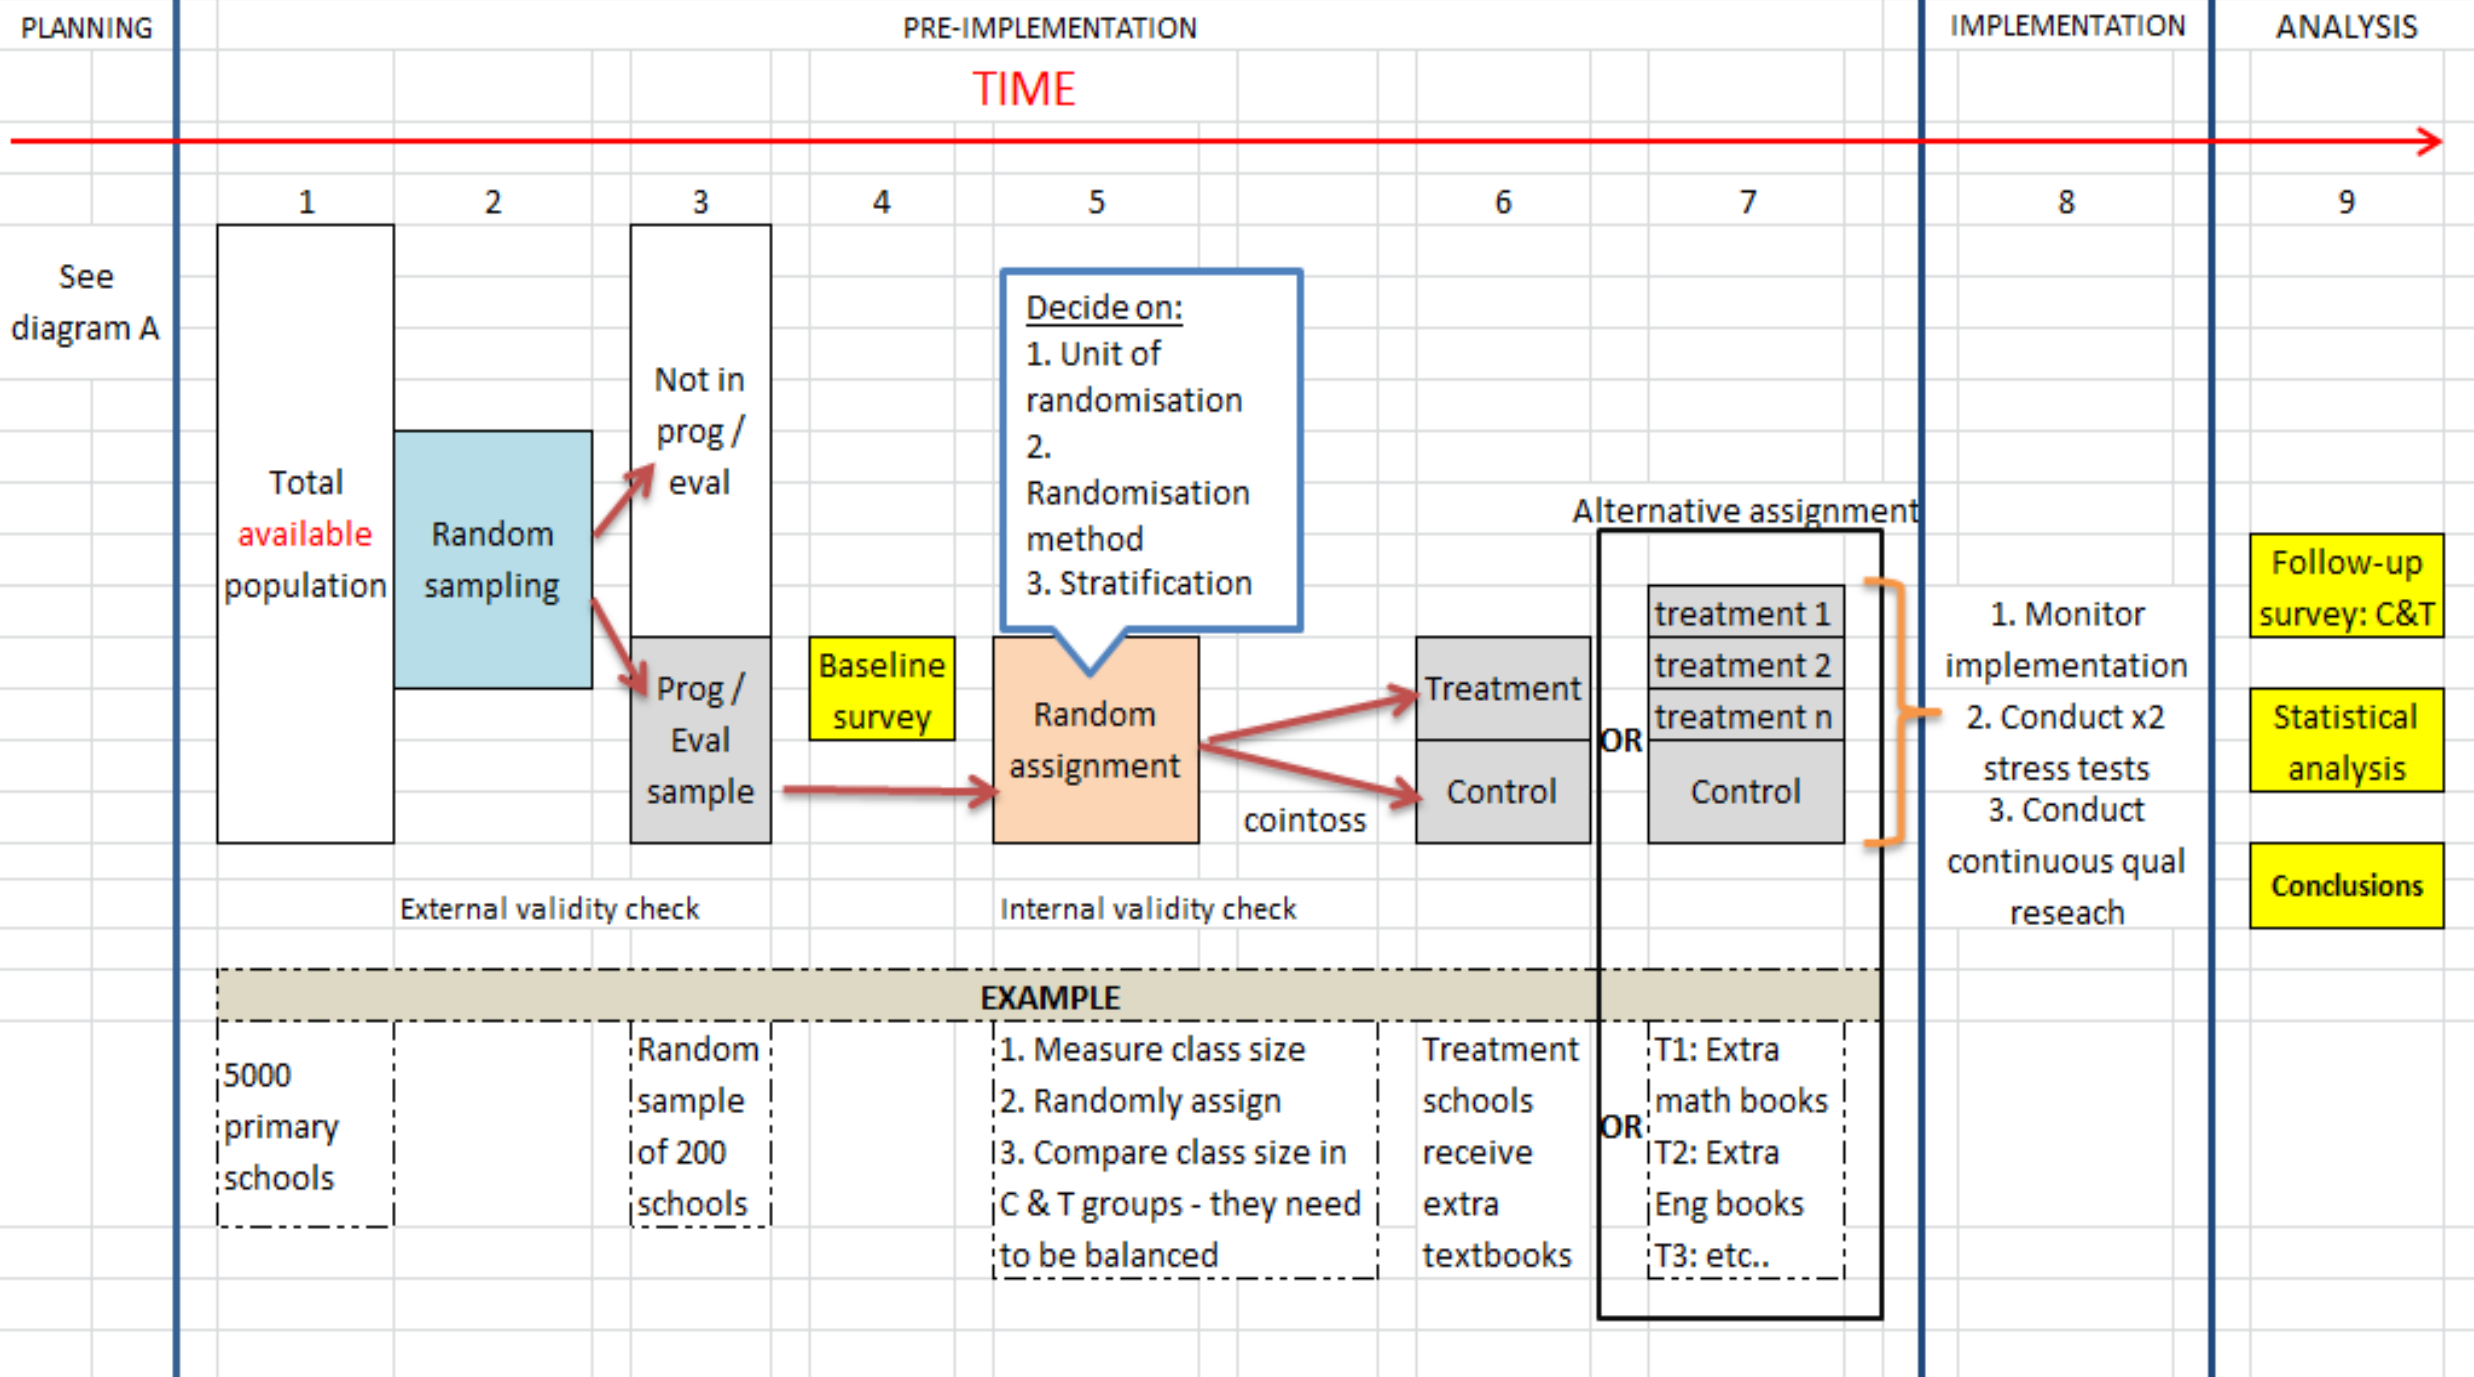 PLANNING
PRE-IMPLEMENTATION
IMPLEMENTATION
ANALYSIS
TIME
1
2
3
4
5
6
7
8
9
See
diagram A
Total
available
population
Random
sampling
Not in
prog /
eval
Prog /
Eval
sample
Baseline
survey
Decide on:
1. Unit of
randomisation
2.
Randomisation
method
3. Stratification
Random
assignment
cointoss
Treatment
Control
OR
Alternative assignment
treatment 1
treatment 2
treatment n
Control
1. Monitor
implementation
2. Conduct x2
stress tests
3. Conduct
continuous qual
reseach
Follow-up
survey: C&T
Statistical
analysis
Conclusions
External validity check
Internal validity check
EXAMPLE
5000
primary
schools
Random
sample
of 200
schools
1. Measure class size
2. Randomly assign
3. Compare class size in
C & T groups - they need
to be balanced
Treatment
schools
receive
extra
textbooks
OR
T1: Extra
math books
T2: Extra
Eng books
T3: etc..